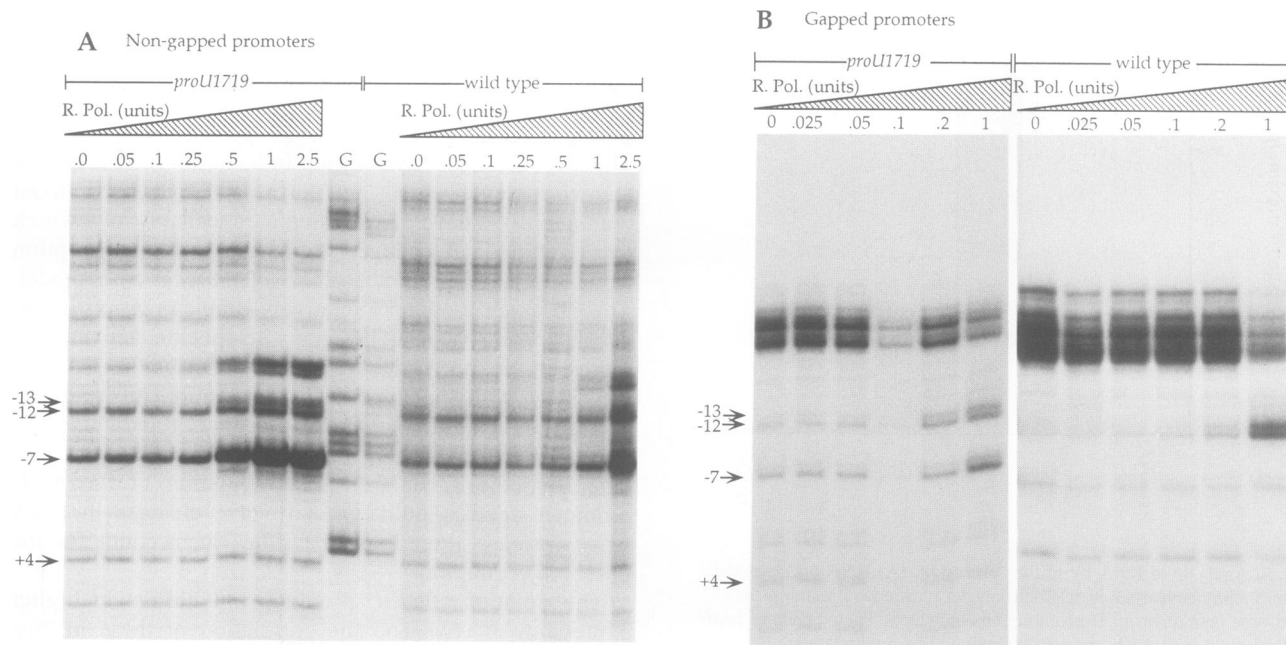 A Non-gapped promoters
proU1719 wild type
R. Pol. (units) R. Pol. (units)
.0 .05 .1 .25 .5 1 2.5 G G .0 .05 .1 .25 .5 1 2.5
-13
-12
-7
+4
B Gapped promoters
proU1719 wild type
R. Pol. (units) R. Pol. (units)
0 .025 .05 .1 .2 1 0 .025 .05 .1 .2 1
-13
-12
-7
+4